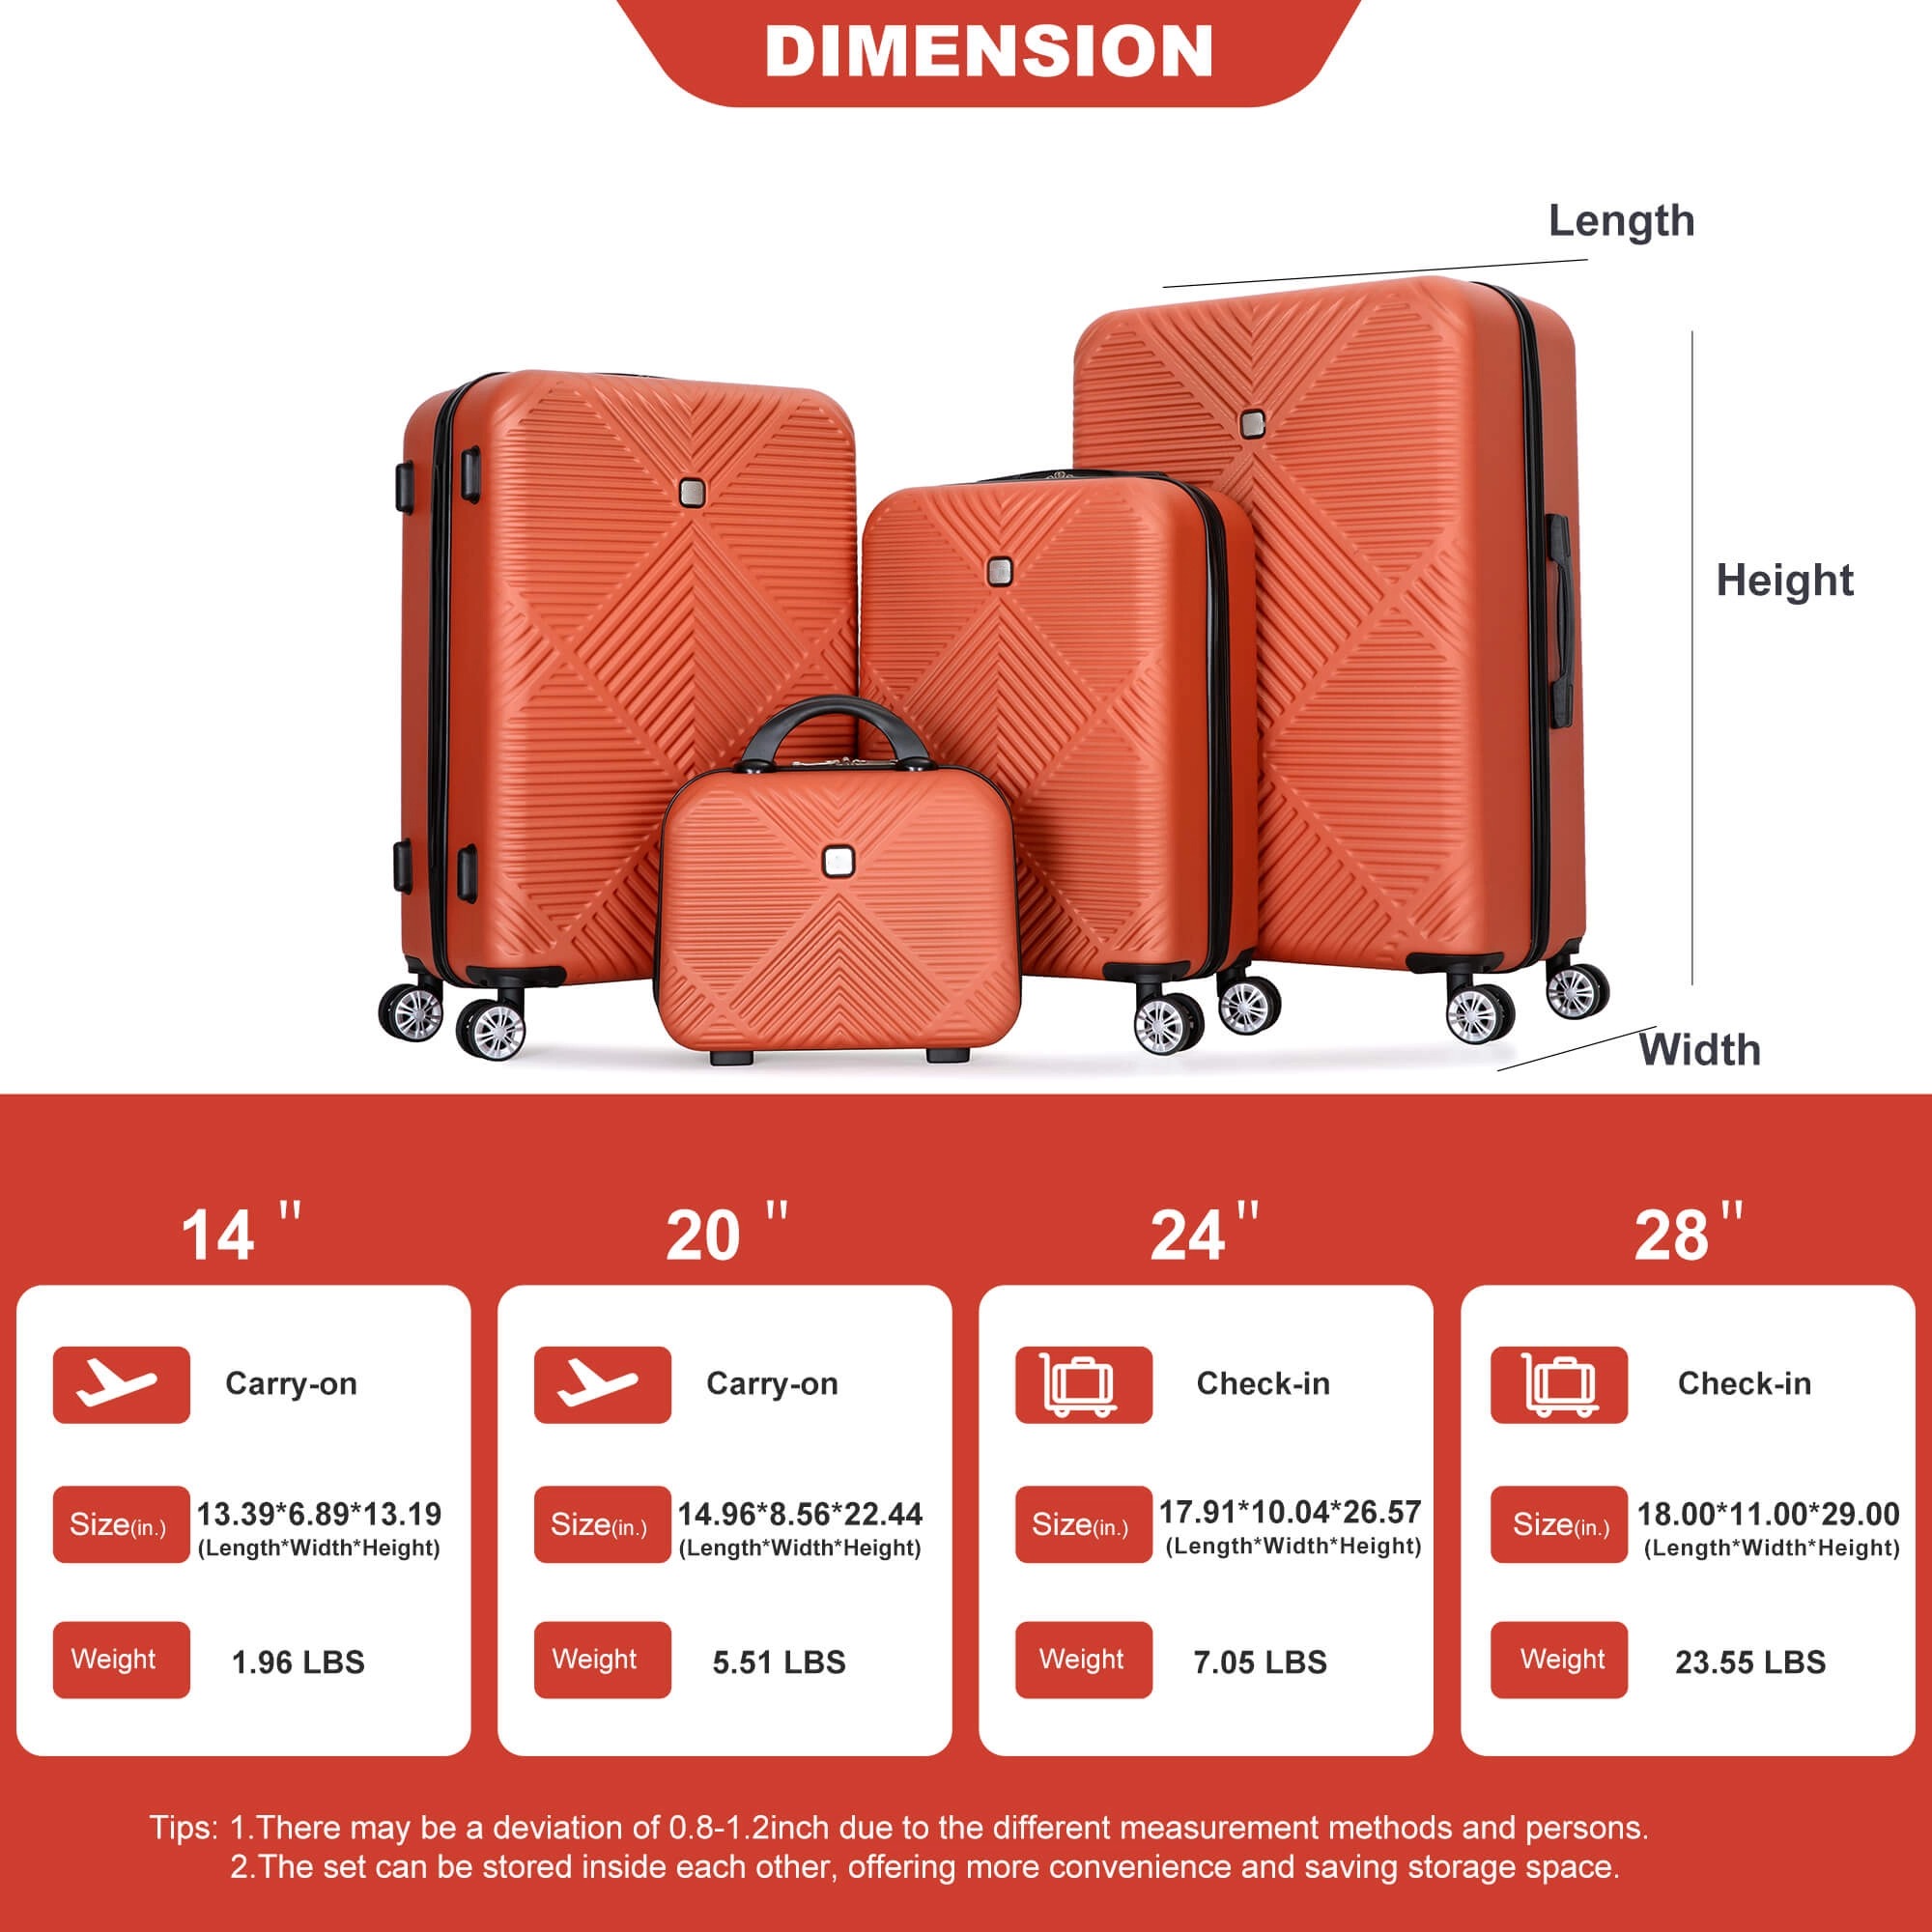 DIMENSION
Length
Height
Width
14"
20"
24"
28"
Carry-on
Carry-on
Check-in
Check-in
Size(in.) 13.39*6.89*13.19
(Length*Width*Height)
Size(in.) 14.96*8.56*22.44
(Length*Width*Height)
Size(in.) 17.91*10.04*26.57
(Length*Width*Height)
Size(in.) 18.00*11.00*29.00
(Length*Width*Height)
Weight 1.96 LBS
Weight 5.51 LBS
Weight 7.05 LBS
Weight 23.55 LBS
Tips: 1.There may be a deviation of 0.8-1.2inch due to the different measurement methods and persons.
2.The set can be stored inside each other, offering more convenience and saving storage space.